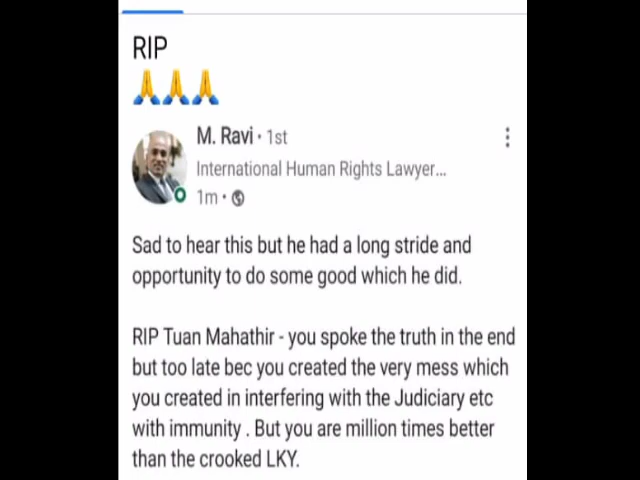 RIP
🙏🙏🙏
M. Ravi · 1st
International Human Rights Lawyer...
1m ·
Sad to hear this but he had a long stride and
opportunity to do some good which he did.
RIP Tuan Mahathir - you spoke the truth in the end
but too late bec you created the very mess which
you created in interfering with the Judiciary etc
with immunity . But you are million times better
than the crooked LKY.